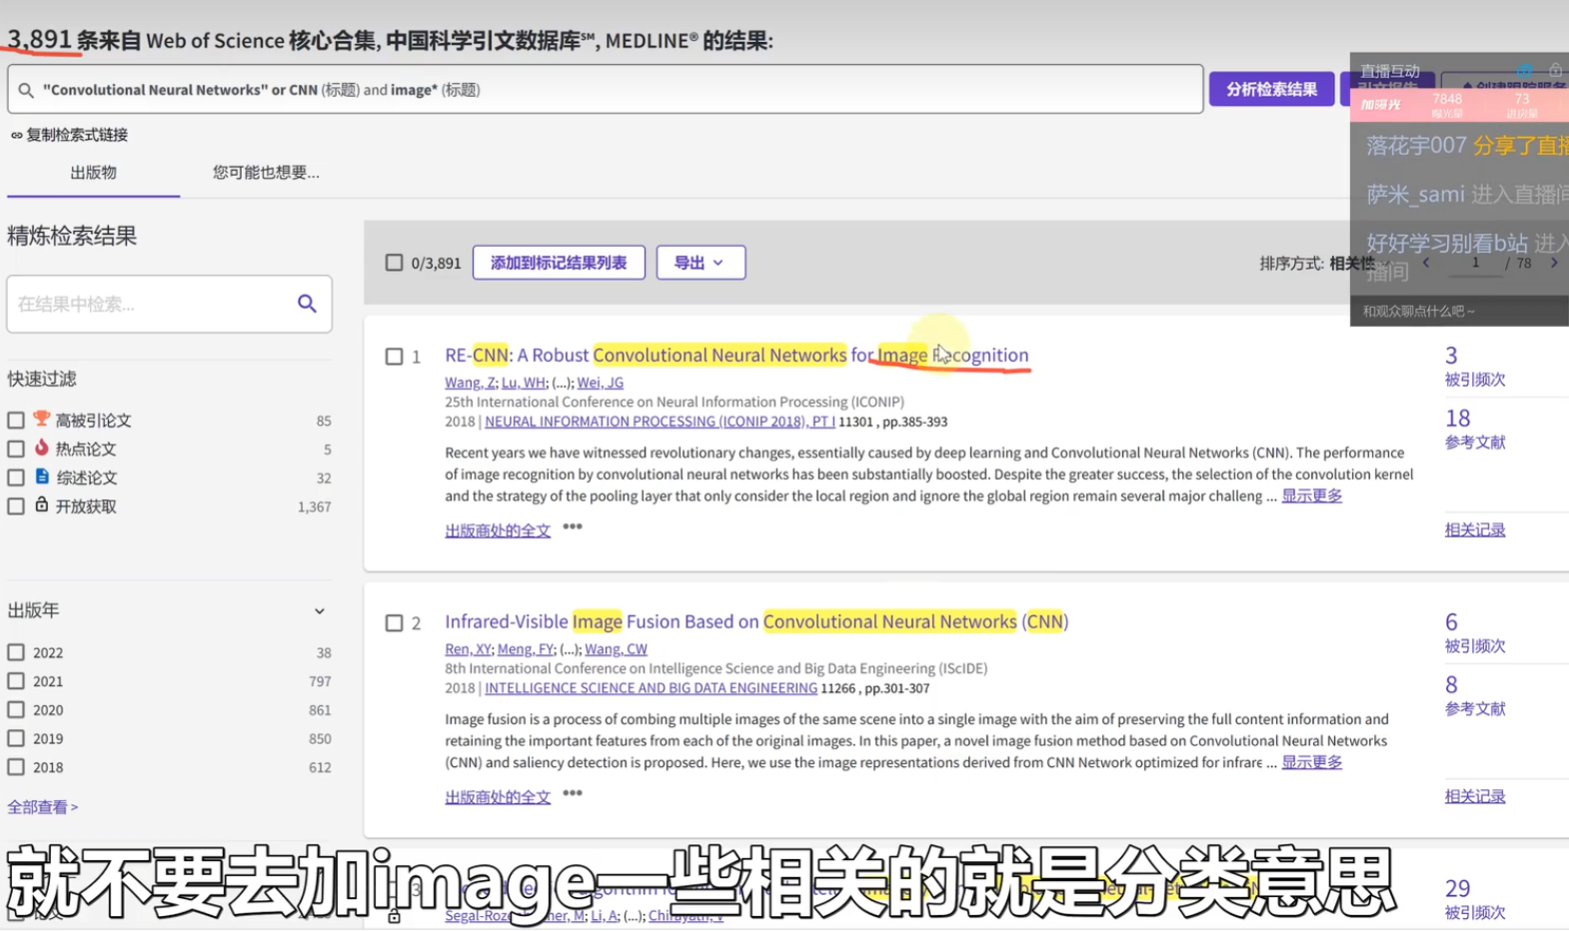 3,891 条来自 Web of Science 核心合集, 中国科学引文数据库℠, MEDLINE® 的结果:
"Convolutional Neural Networks" or CNN (标题) and image* (标题)
分析检索结果
复制检索式链接
出版物
您可能也想要...
直播互动
加曝光
7848
曝光量
73
进房量
落花宇007 分享了直播
萨米_sami 进入直播间
好好学习别看b站 进入
播间
和观众聊点什么吧~
精炼检索结果
在结果中检索...
0/3,891
添加到标记结果列表
导出
排序方式: 相关性
1 / 78
快速过滤
高被引论文 85
热点论文 5
综述论文 32
开放获取 1,367
出版年
2022 38
2021 797
2020 861
2019 850
2018 612
全部查看 >
1
RE-CNN: A Robust Convolutional Neural Networks for Image Recognition
Wang, Z; Lu, WH; (...); Wei, JG
25th International Conference on Neural Information Processing (ICONIP)
2018 | NEURAL INFORMATION PROCESSING (ICONIP 2018), PT I 11301 , pp.385-393
Recent years we have witnessed revolutionary changes, essentially caused by deep learning and Convolutional Neural Networks (CNN). The performance
of image recognition by convolutional neural networks has been substantially boosted. Despite the greater success, the selection of the convolution kernel
and the strategy of the pooling layer that only consider the local region and ignore the global region remain several major challeng ... 显示更多
出版商处的全文 •••
3
被引频次
18
参考文献
相关记录
2
Infrared-Visible Image Fusion Based on Convolutional Neural Networks (CNN)
Ren, XY; Meng, FY; (...); Wang, CW
8th International Conference on Intelligence Science and Big Data Engineering (IScIDE)
2018 | INTELLIGENCE SCIENCE AND BIG DATA ENGINEERING 11266 , pp.301-307
Image fusion is a process of combing multiple images of the same scene into a single image with the aim of preserving the full content information and
retaining the important features from each of the original images. In this paper, a novel image fusion method based on Convolutional Neural Networks
(CNN) and saliency detection is proposed. Here, we use the image representations derived from CNN Network optimized for infrare ... 显示更多
出版商处的全文 •••
6
被引频次
8
参考文献
相关记录
就不要去加image一些相关的就是分类意思
3
Li, A; (...);
29
被引频次